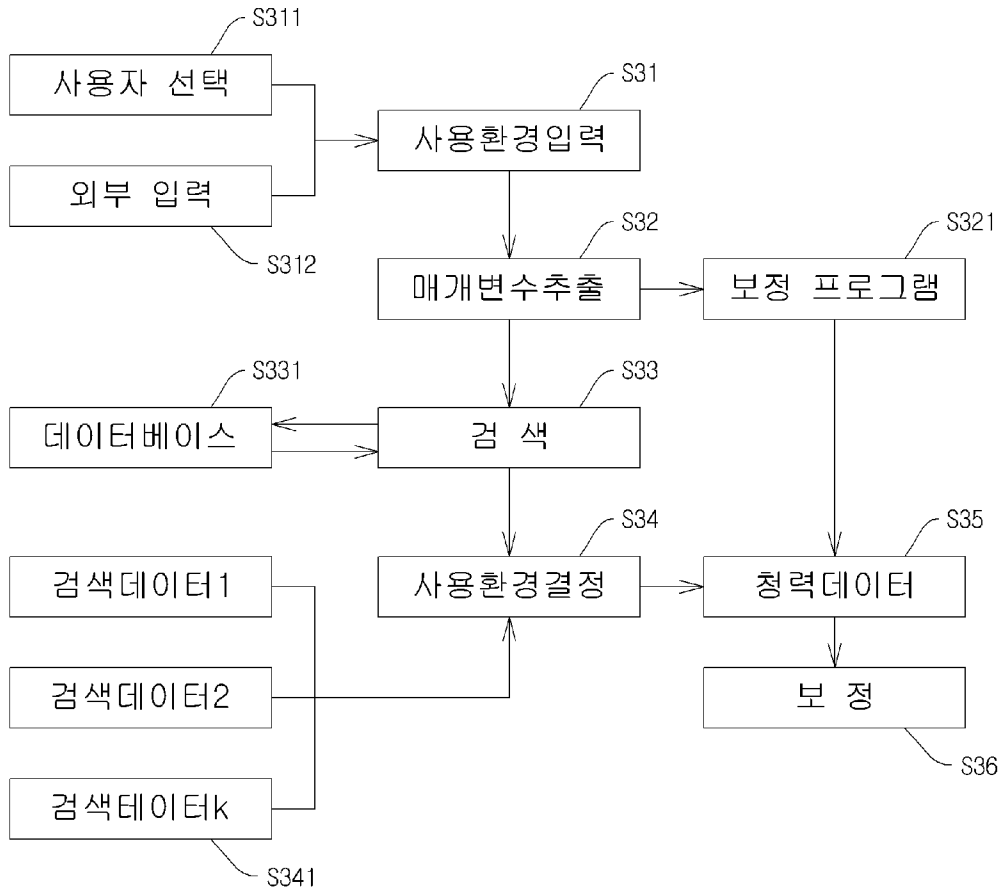 S311
사용자 선택
S31
사용환경입력
외부 입력
S312
S32
매개변수추출
S321
보정 프로그램
S331
데이터베이스
S33
검 색
S34
사용환경결정
S35
청력데이터
검색데이터1
검색데이터2
보 정
S36
검색테이터k
S341